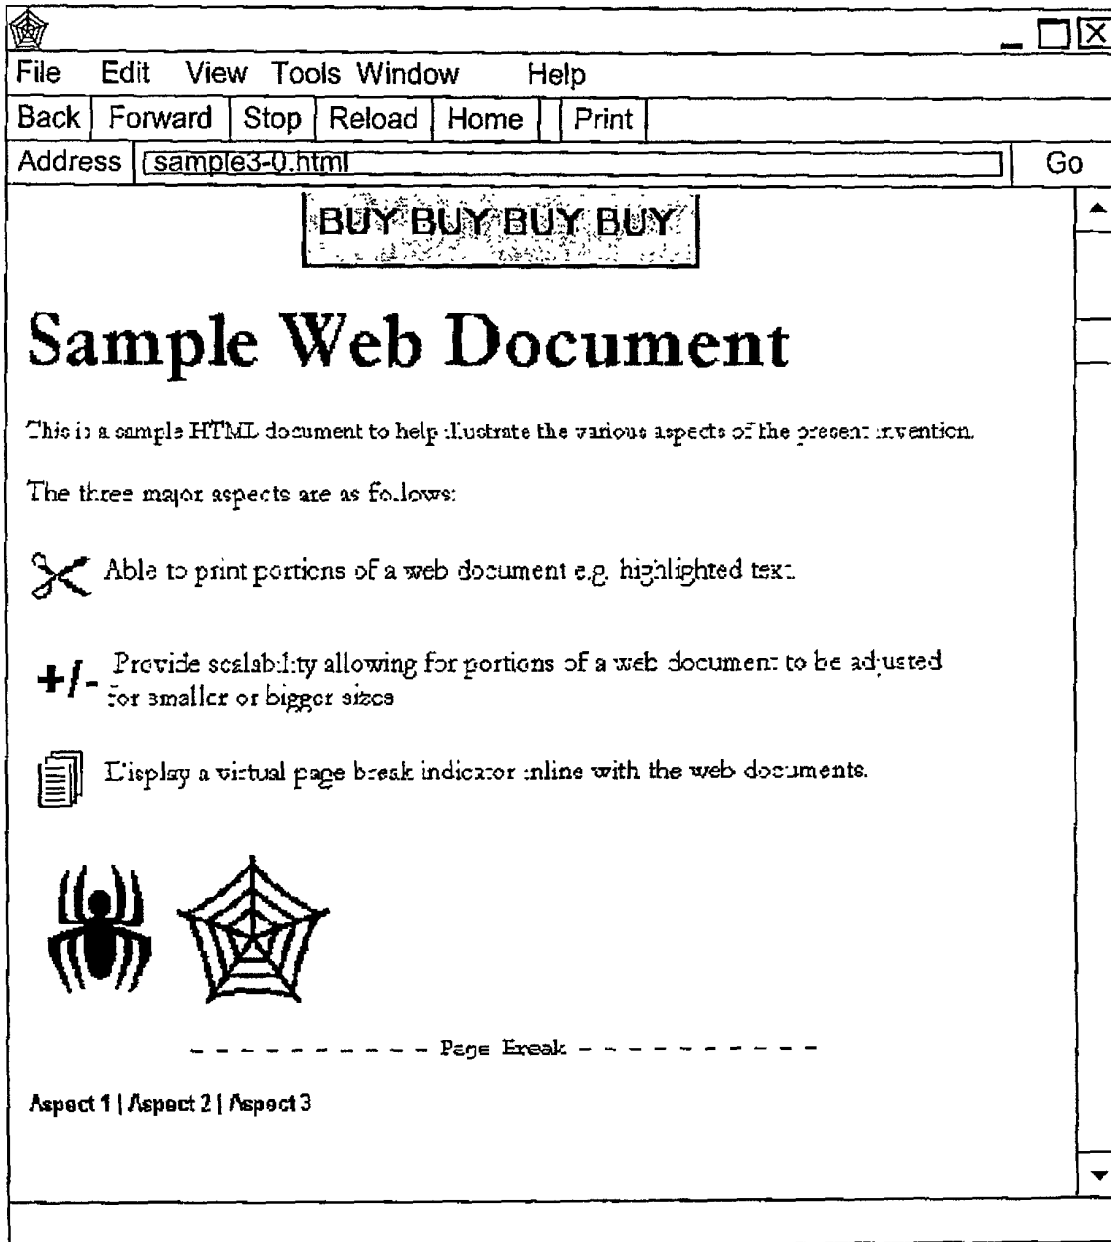 File Edit View Tools Window Help
Back Forward Stop Reload Home Print
Address sample3-0.html Go
BUY BUY BUY BUY
Sample Web Document
This is a sample HTML document to help illustrate the various aspects of the present invention.
The three major aspects are as follows:
Able to print portions of a web document e.g. highlighted text.
+/- Provide scalability allowing for portions of a web document to be adjusted
for smaller or bigger sizes
Display a virtual page break indicator inline with the web documents.
- - - - - - - - - - Page Break - - - - - - - - - -
Aspect 1 | Aspect 2 | Aspect 3